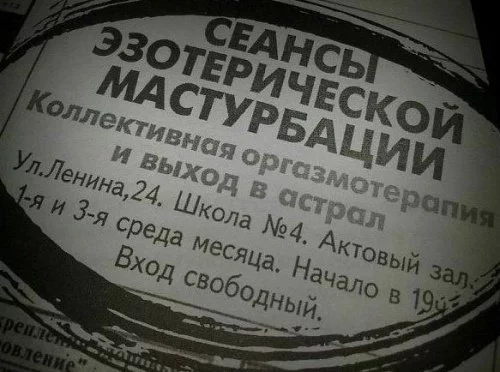 СЕАНСЫ
ЭЗОТЕРИЧЕСКОЙ
МАСТУРБАЦИИ
Коллективная оргазмотерапия
и выход в астрал
Ул.Ленина,24. Школа №4. Актовый зал.
1-я и 3-я среда месяца. Начало в 19
Вход свободный.